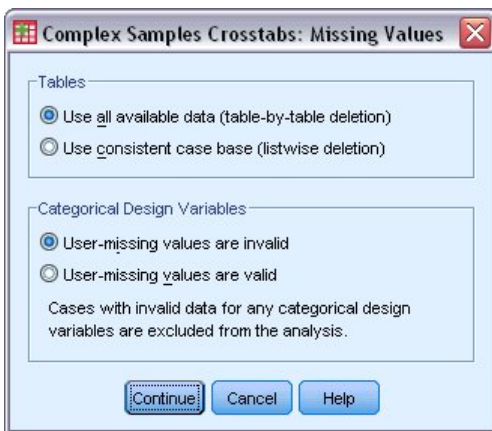 Complex Samples Crosstabs: Missing Values
Tables
Use all available data (table-by-table deletion)
Use consistent case base (listwise deletion)
Categorical Design Variables
User-missing values are invalid
User-missing values are valid
Cases with invalid data for any categorical design
variables are excluded from the analysis.
Continue Cancel Help